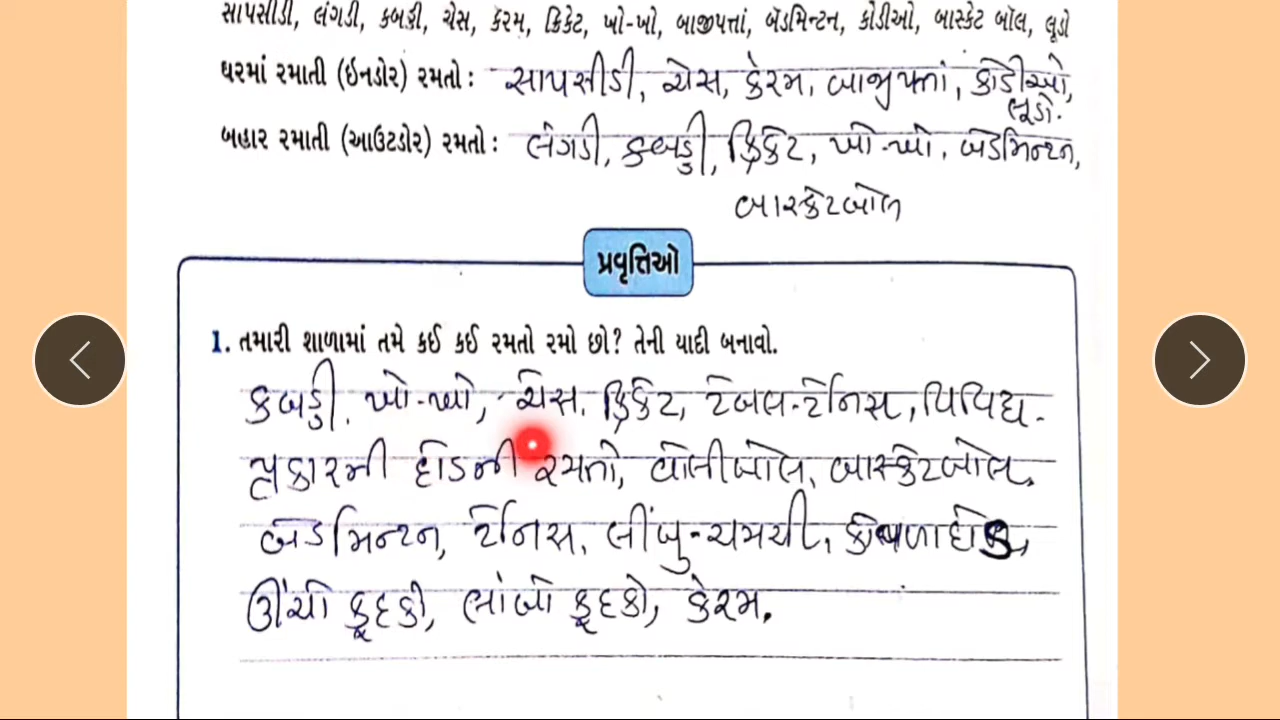 સાપસીડી, લંગડી, કબડ્ડી, ચેસ, કૅરમ, ક્રિકેટ, ખો-ખો, બાજીપત્તાં, બૅડમિન્ટન, કોડીઓ, બાસ્કેટ બૉલ, લૂડો
ઘરમાં રમાતી (ઇનડોર) રમતો : સાપસીડી, ચેસ, કેરમ, બાજુપત્તાં, કોડીઓ,
લૂડો.
બહાર રમાતી (આઉટડોર) રમતો : લંગડી, કબડ્ડી, ક્રિકેટ, ખો-ખો, બેડમિન્ટન,
બાસ્કેટબોલ
પ્રવૃત્તિઓ
1. તમારી શાળામાં તમે કઈ કઈ રમતો રમો છો? તેની યાદી બનાવો.
કબડ્ડી, ખો-ખો, ચેસ, ક્રિકેટ, ટેબલ-ટેનિસ, વિવિધ
પ્રકારની દોડની રમતો, વોલીબોલ, બાસ્કેટબોલ,
બેડમિન્ટન, ટેનિસ, લીંબુ-ચમચી,
ઊંચી કૂદકી, લાંબો કૂદકો, કેરમ.